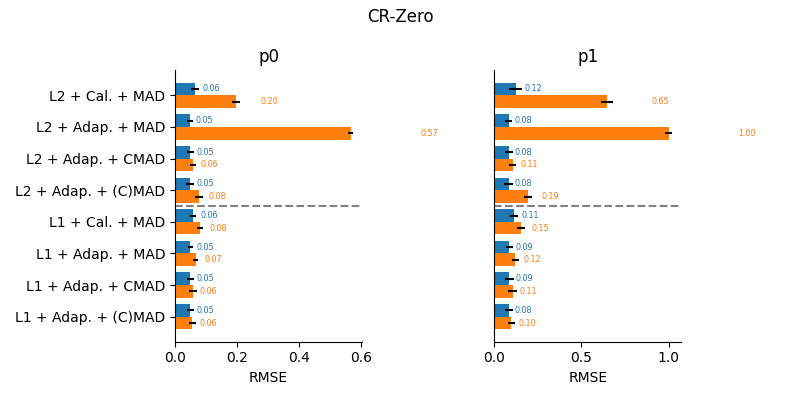 CR-Zero
p0
p1
L2 + Cal. + MAD 0.06 0.20 0.12 0.65
L2 + Adap. + MAD 0.05 0.57 0.08 1.00
L2 + Adap. + CMAD 0.05 0.06 0.08 0.11
L2 + Adap. + (C)MAD 0.05 0.08 0.08 0.19
L1 + Cal. + MAD 0.06 0.08 0.11 0.15
L1 + Adap. + MAD 0.05 0.07 0.09 0.12
L1 + Adap. + CMAD 0.05 0.06 0.09 0.11
L1 + Adap. + (C)MAD 0.05 0.06 0.08 0.10
0.0 0.2 0.4 0.6
0.0 0.5 1.0
RMSE
RMSE